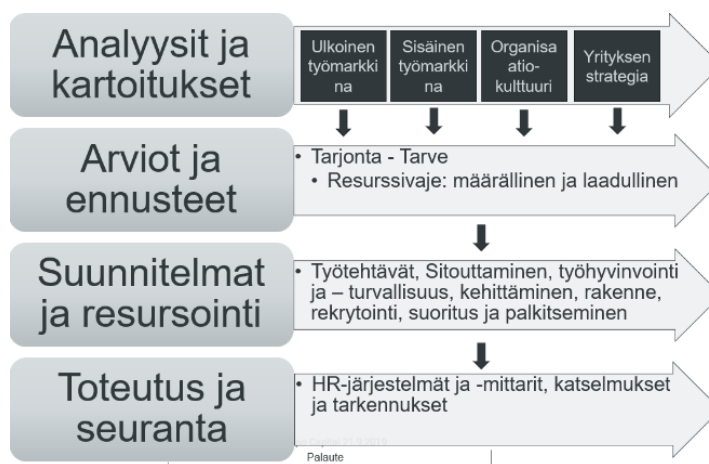 Analyysit ja
kartoitukset
Ulkoinen
työmarkki
na
Sisäinen
työmarkki
na
Organisa
atio-
kulttuuri
Yrityksen
strategia
Arviot ja
ennusteet
• Tarjonta - Tarve
• Resurssivaje: määrällinen ja laadullinen
Suunnitelmat
ja resursointi
• Työtehtävät, Sitouttaminen, työhyvinvointi
ja – turvallisuus, kehittäminen, rakenne,
rekrytointi, suoritus ja palkitseminen
Toteutus ja
seuranta
• HR-järjestelmät ja -mittarit, katselmukset
ja tarkennukset
Palaute